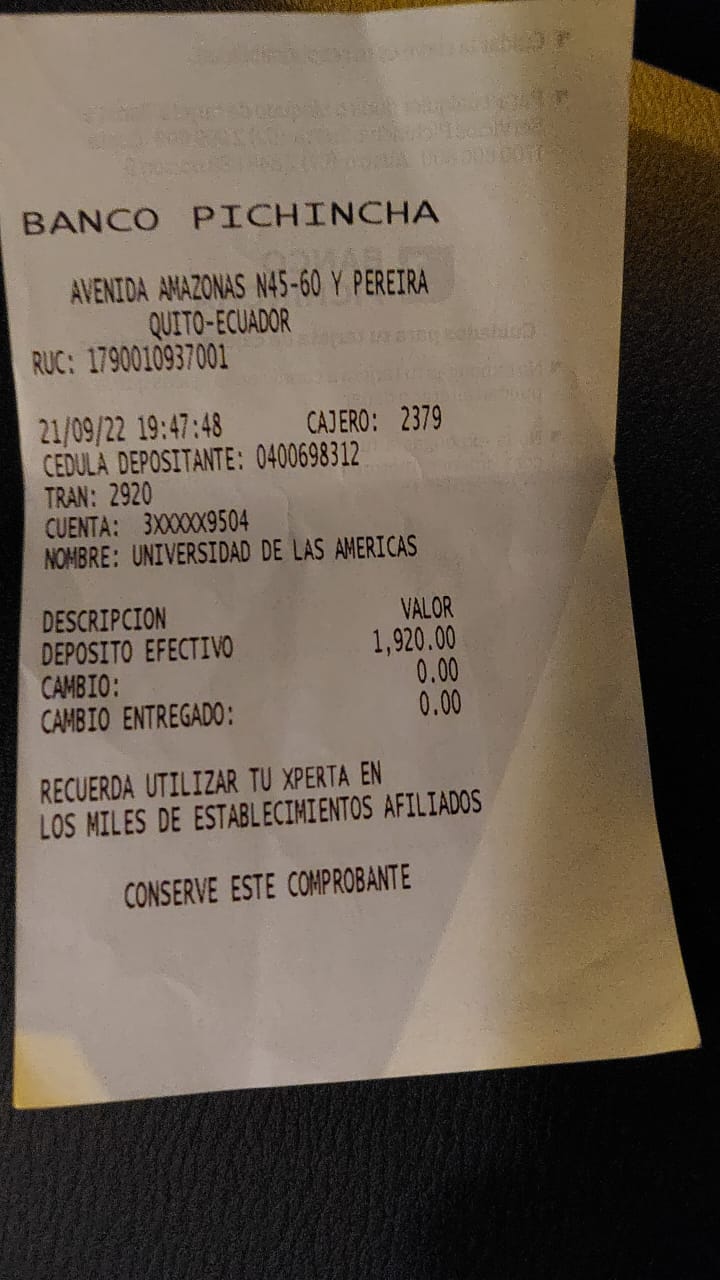 BANCO PICHINCHA
AVENIDA AMAZONAS N45-60 Y PEREIRA
QUITO-ECUADOR
RUC: 1790010937001
21/09/22 19:47:48 CAJERO: 2379
CEDULA DEPOSITANTE: 0400698312
TRAN: 2920
CUENTA: 3XXXXX9504
NOMBRE: UNIVERSIDAD DE LAS AMERICAS
DESCRIPCION VALOR
DEPOSITO EFECTIVO 1,920.00
CAMBIO: 0.00
CAMBIO ENTREGADO: 0.00
RECUERDA UTILIZAR TU XPERTA EN
LOS MILES DE ESTABLECIMIENTOS AFILIADOS
CONSERVE ESTE COMPROBANTE